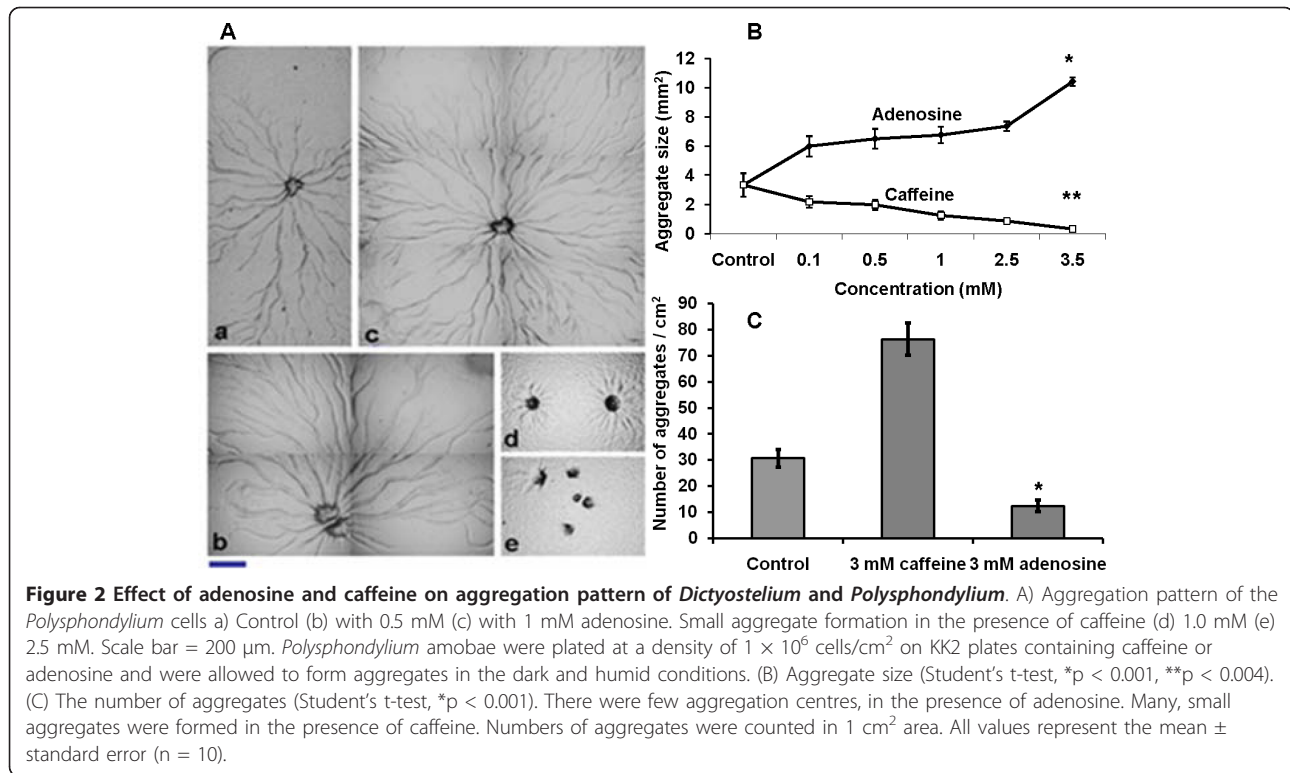 A
a
c
b
d
e
B
12
10
8
6
4
2
0
Aggregate size (mm²)
Adenosine
Caffeine
*
**
Control 0.1 0.5 1 2.5 3.5
Concentration (mM)
C
90
80
70
60
50
40
30
20
10
0
Number of aggregates / cm²
*
Control 3 mM caffeine 3 mM adenosine
Figure 2 Effect of adenosine and caffeine on aggregation pattern of Dictyostelium and Polysphondylium. A) Aggregation pattern of the
Polysphondylium cells a) Control (b) with 0.5 mM (c) with 1 mM adenosine. Small aggregate formation in the presence of caffeine (d) 1.0 mM (e)
2.5 mM. Scale bar = 200 μm. Polysphondylium amobae were plated at a density of 1 × 10⁶ cells/cm² on KK2 plates containing caffeine or
adenosine and were allowed to form aggregates in the dark and humid conditions. (B) Aggregate size (Student's t-test, *p < 0.001, **p < 0.004).
(C) The number of aggregates (Student's t-test, *p < 0.001). There were few aggregation centres, in the presence of adenosine. Many, small
aggregates were formed in the presence of caffeine. Numbers of aggregates were counted in 1 cm² area. All values represent the mean ±
standard error (n = 10).